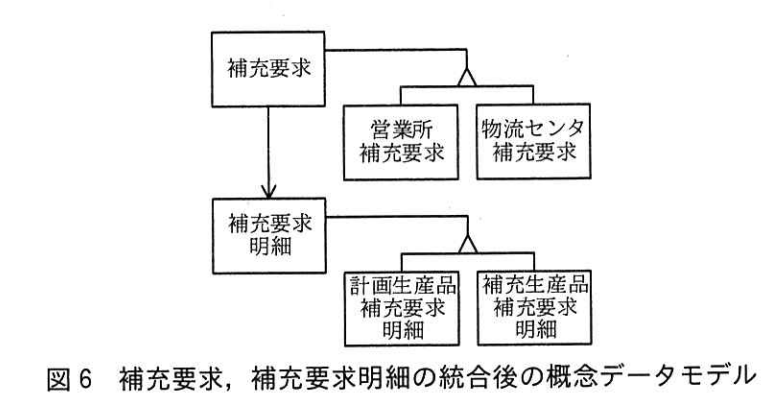 補充要求
営業所
補充要求
物流センタ
補充要求
補充要求
明細
計画生産品
補充要求
明細
補充生産品
補充要求
明細
図6 補充要求，補充要求明細の統合後の概念データモデル